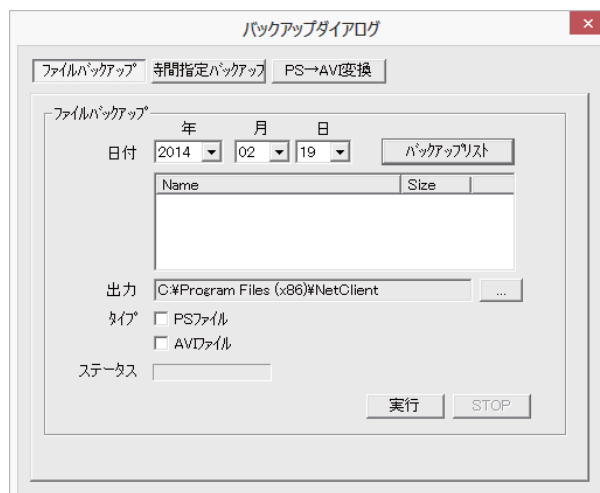 バックアップダイアログ
ファイルバックアップ 時間指定バックアップ PS→AVI変換
ファイルバックアップ
年 月 日
日付 2014 02 19 バックアップリスト
Name Size
出力 C:¥Program Files (x86)¥NetClient ...
タイプ PSファイル
AVIファイル
ステータス
実行 STOP